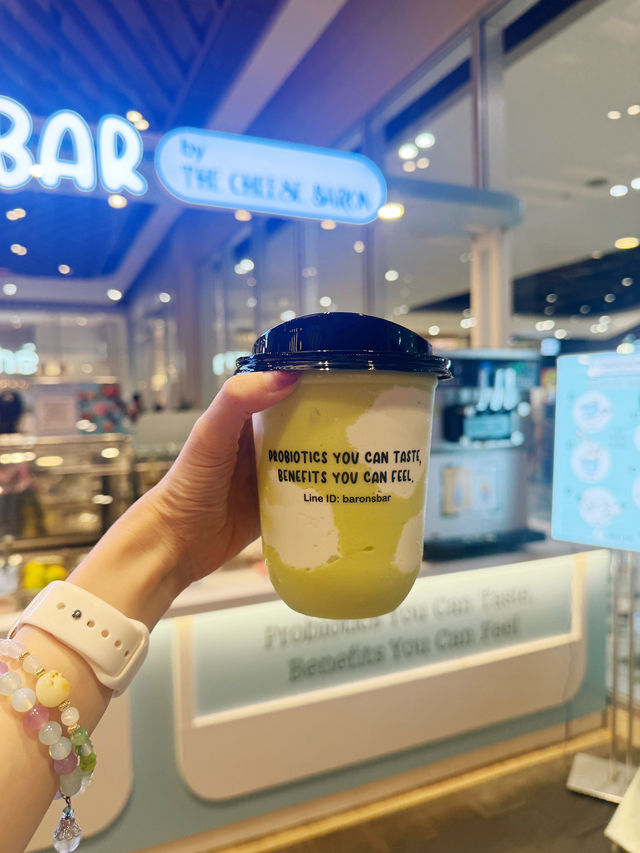 BAR
by
THE CHEESE BARON
PROBIOTICS YOU CAN TASTE,
BENEFITS YOU CAN FEEL.
Line ID: baronsbar
Probiotics You Can Taste,
Benefits You Can Feel